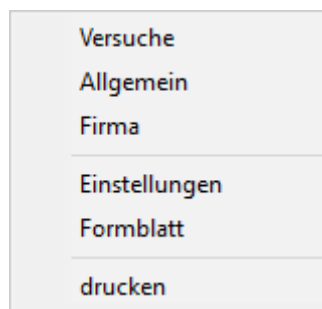 Versuche
Allgemein
Firma
Einstellungen
Formblatt
drucken